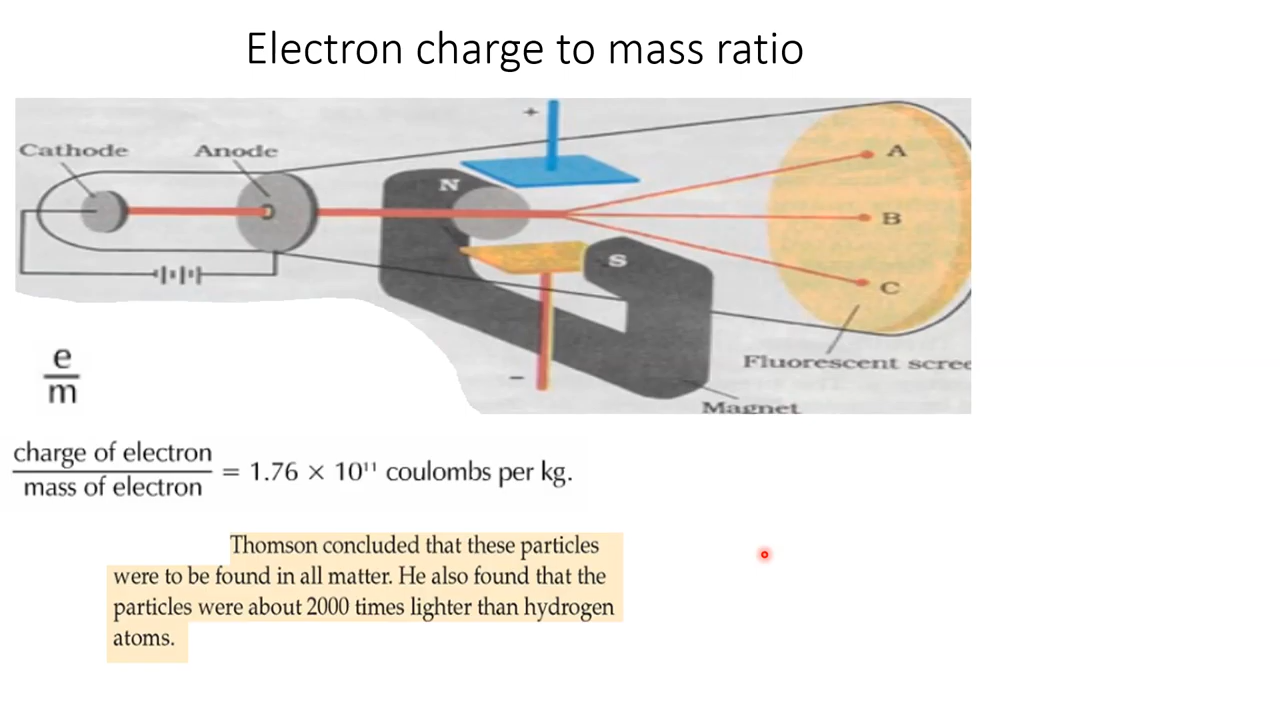 Electron charge to mass ratio
+
Cathode
Anode
N
A
B
S
C
Fluorescent scree
−
Magnet
e
m
charge of electron
mass of electron
= 1.76 × 10¹¹ coulombs per kg.
Thomson concluded that these particles
were to be found in all matter. He also found that the
particles were about 2000 times lighter than hydrogen
atoms.